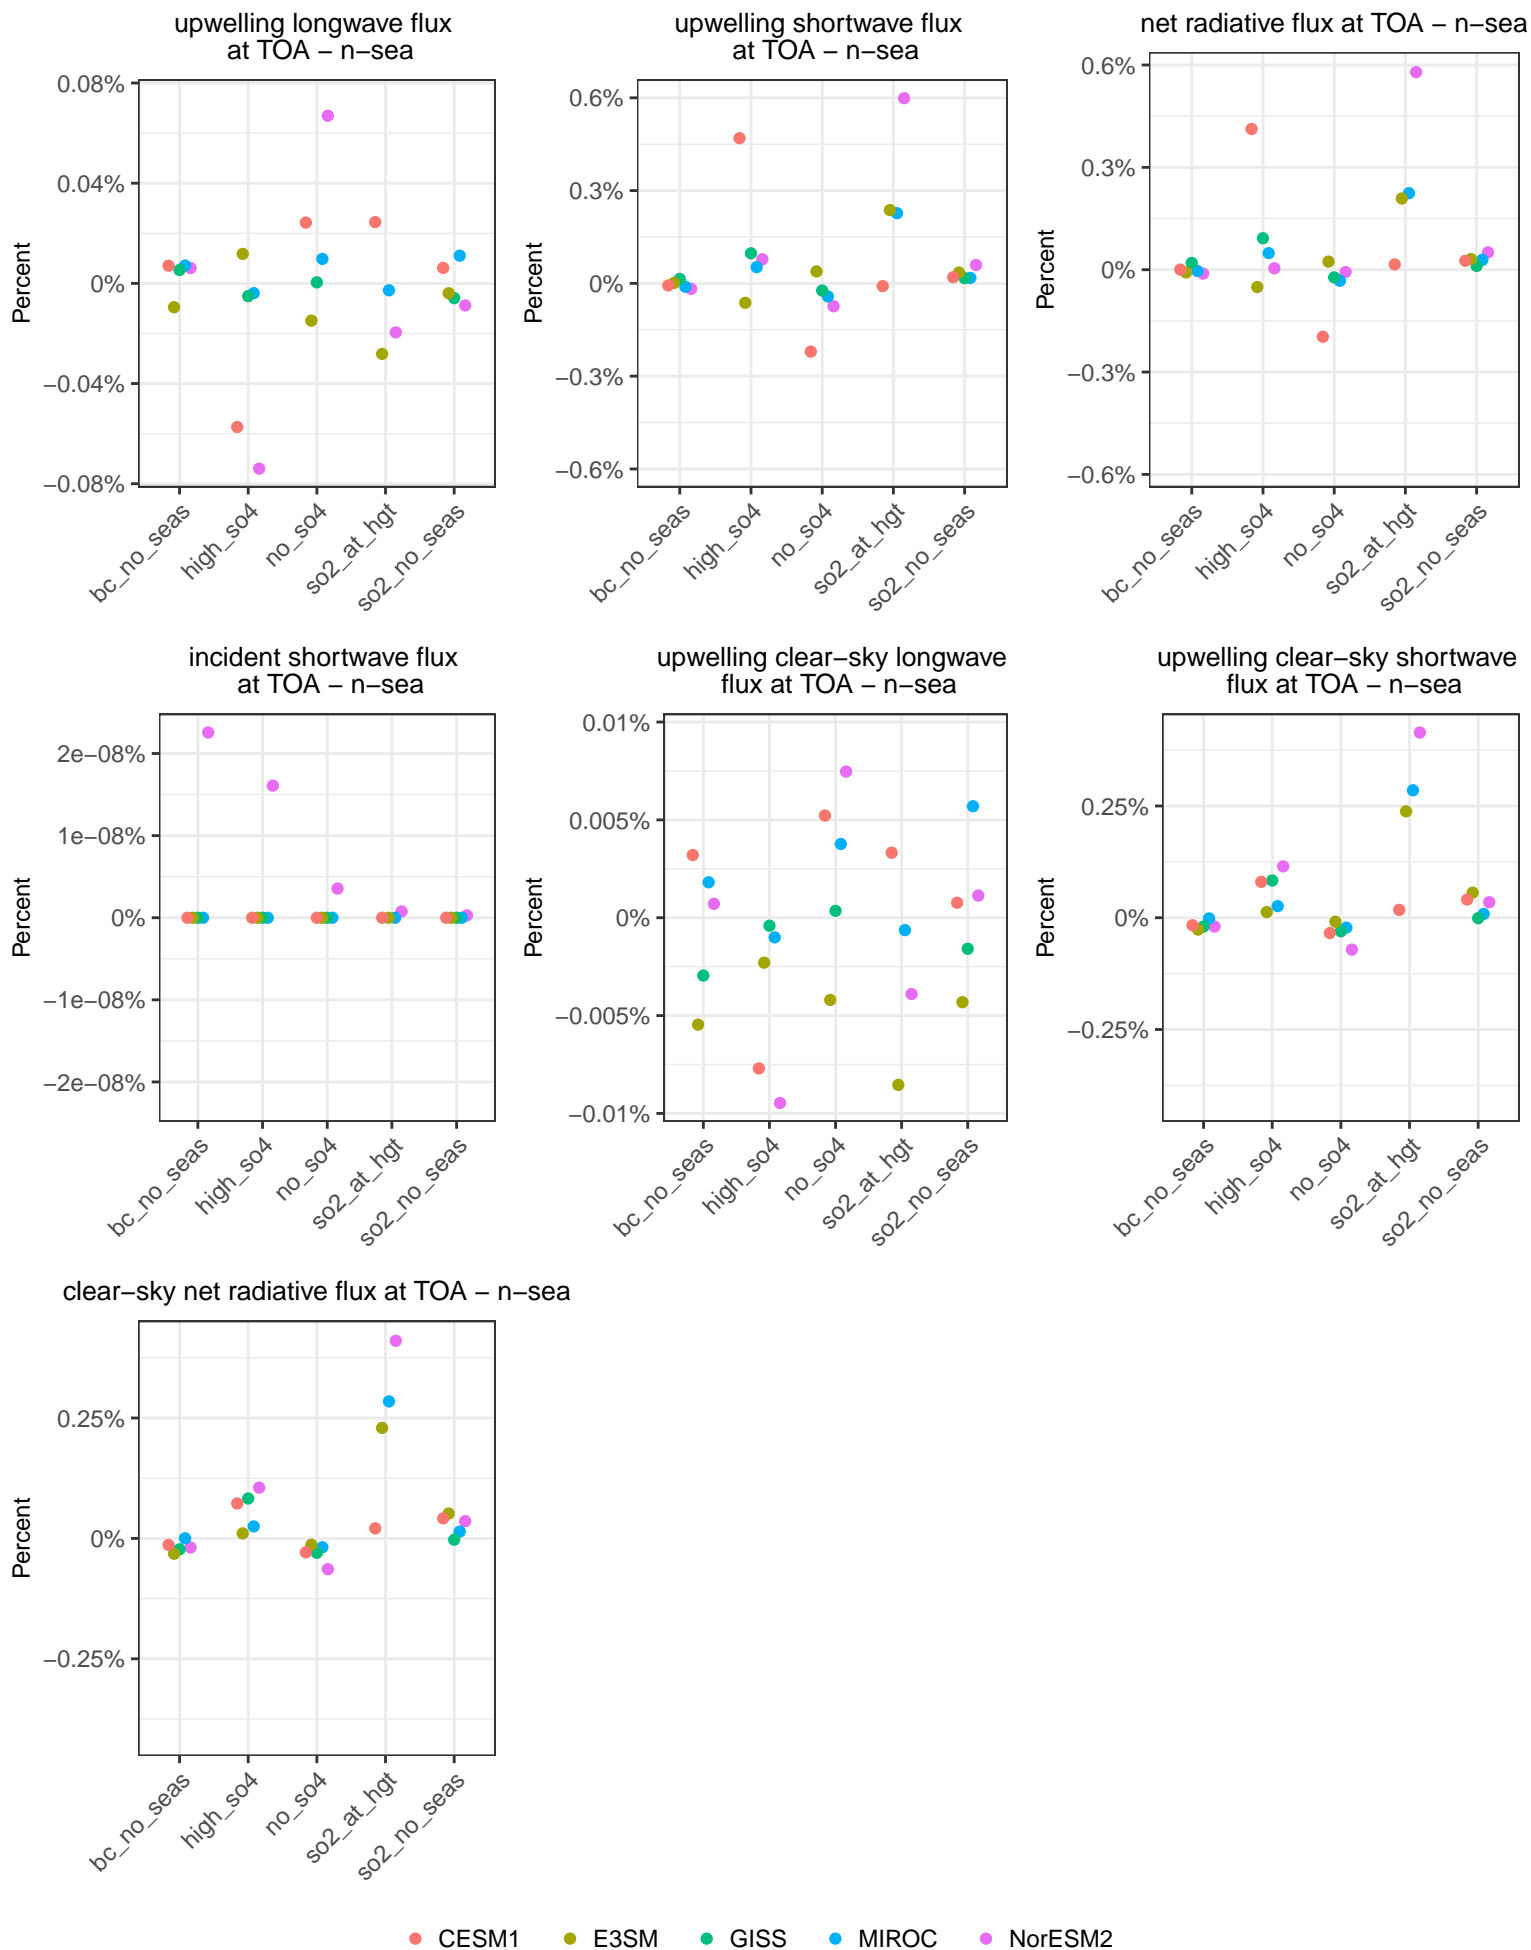 upwelling longwave flux
at TOA − n−sea
0.08%
0.04%
0%
−0.04%
−0.08%
Percent
bc_no_seas
high_so4
no_so4
so2_at_hgt
so2_no_seas
upwelling shortwave flux
at TOA − n−sea
0.6%
0.3%
0%
−0.3%
−0.6%
Percent
bc_no_seas
high_so4
no_so4
so2_at_hgt
so2_no_seas
net radiative flux at TOA − n−sea
0.6%
0.3%
0%
−0.3%
−0.6%
Percent
bc_no_seas
high_so4
no_so4
so2_at_hgt
so2_no_seas
incident shortwave flux
at TOA − n−sea
2e−08%
1e−08%
0%
−1e−08%
−2e−08%
Percent
bc_no_seas
high_so4
no_so4
so2_at_hgt
so2_no_seas
upwelling clear−sky longwave
flux at TOA − n−sea
0.01%
0.005%
0%
−0.005%
−0.01%
Percent
bc_no_seas
high_so4
no_so4
so2_at_hgt
so2_no_seas
upwelling clear−sky shortwave
flux at TOA − n−sea
0.25%
0%
−0.25%
Percent
bc_no_seas
high_so4
no_so4
so2_at_hgt
so2_no_seas
clear−sky net radiative flux at TOA − n−sea
0.25%
0%
−0.25%
Percent
bc_no_seas
high_so4
no_so4
so2_at_hgt
so2_no_seas
CESM1 E3SM GISS MIROC NorESM2